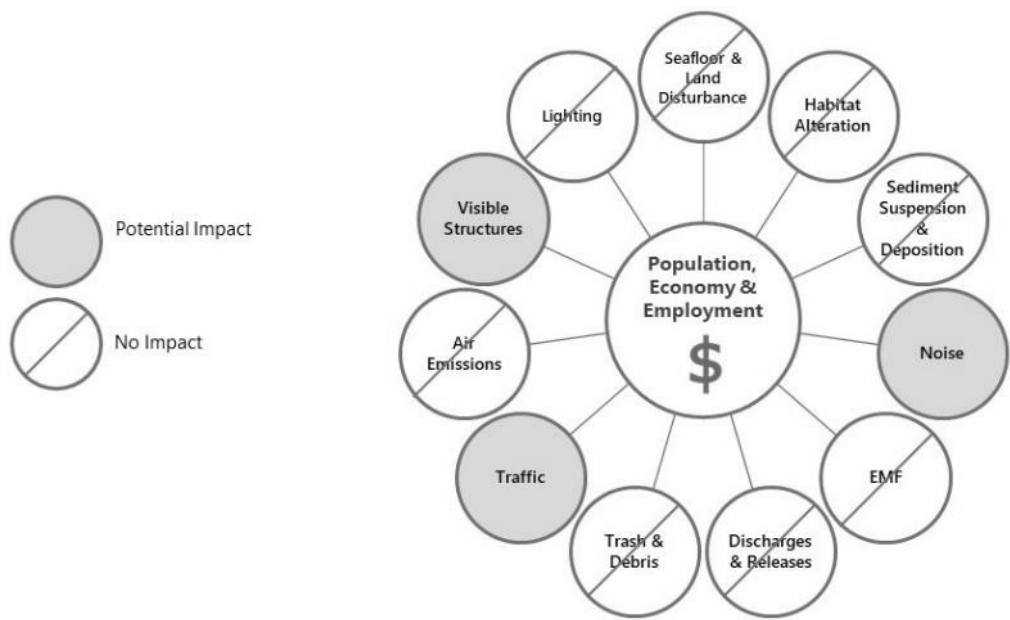 Potential Impact
No Impact
Seafloor &
Land
Disturbance
Habitat
Alteration
Sediment
Suspension
&
Deposition
Noise
EMF
Discharges
& Releases
Trash &
Debris
Traffic
Air
Emissions
Visible
Structures
Lighting
Population,
Economy &
Employment
$